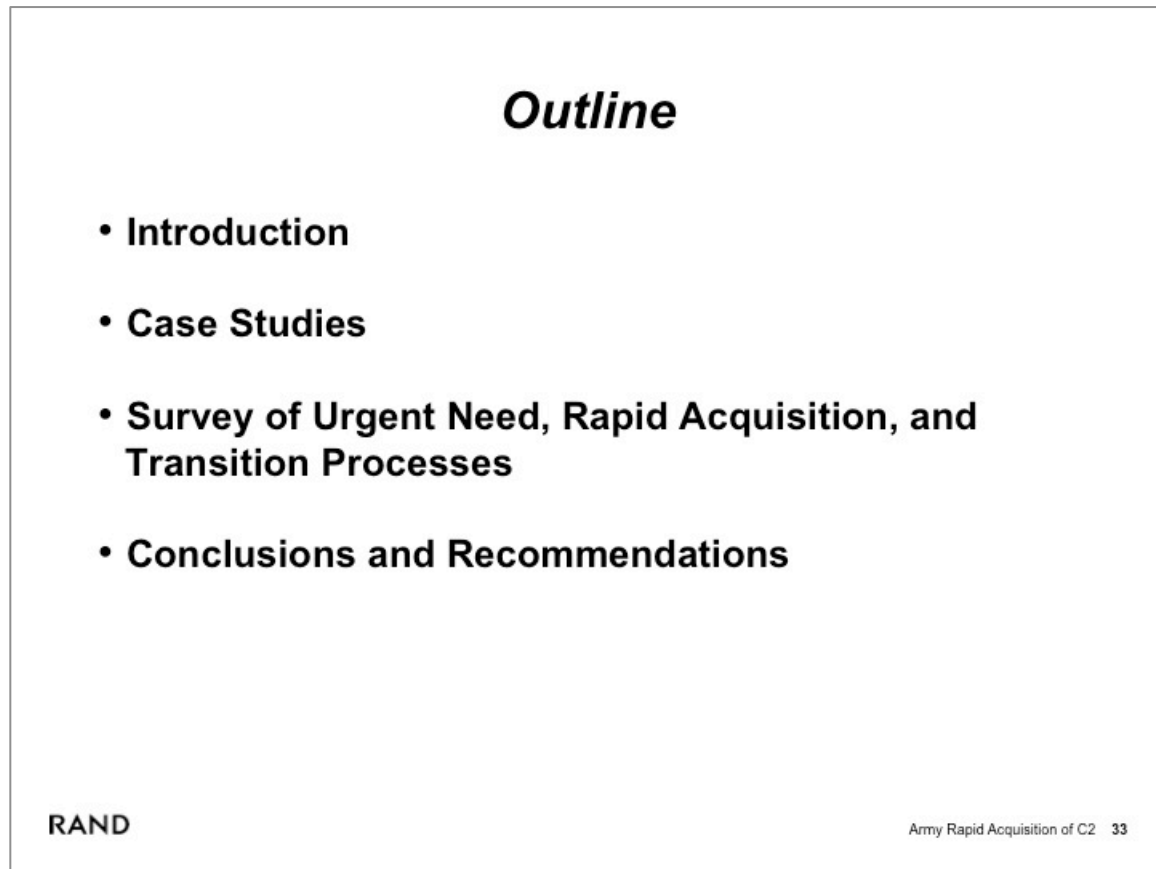 Outline
• Introduction
• Case Studies
• Survey of Urgent Need, Rapid Acquisition, and
Transition Processes
• Conclusions and Recommendations
RAND
Army Rapid Acquisition of C2 33